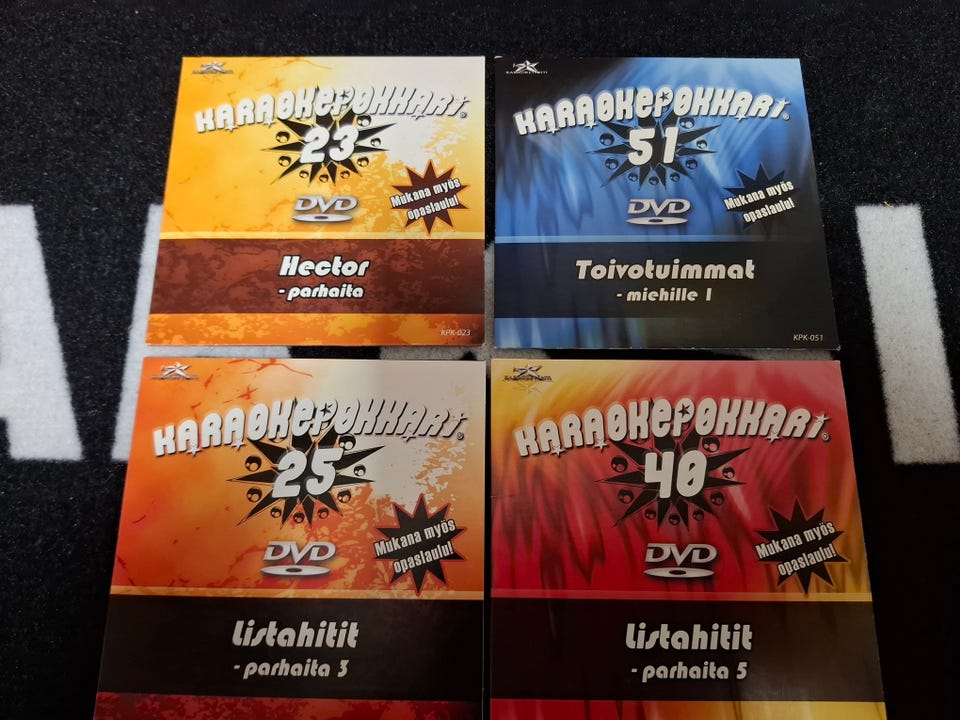 KARAOKEPOKKARI®
23
DVD
Mukana myös
opaslaulu!
Hector
- parhaita
KPK-023
KARAOKEPOKKARI®
51
DVD
Mukana myös
opaslaulu!
Toivotuimmat
- miehille 1
KPK-051
KARAOKEPOKKARI®
25
DVD
Mukana myös
opaslaulu!
Listahitit
- parhaita 3
KARAOKEPOKKARI®
40
DVD
Mukana myös
opaslaulu!
Listahitit
- parhaita 5